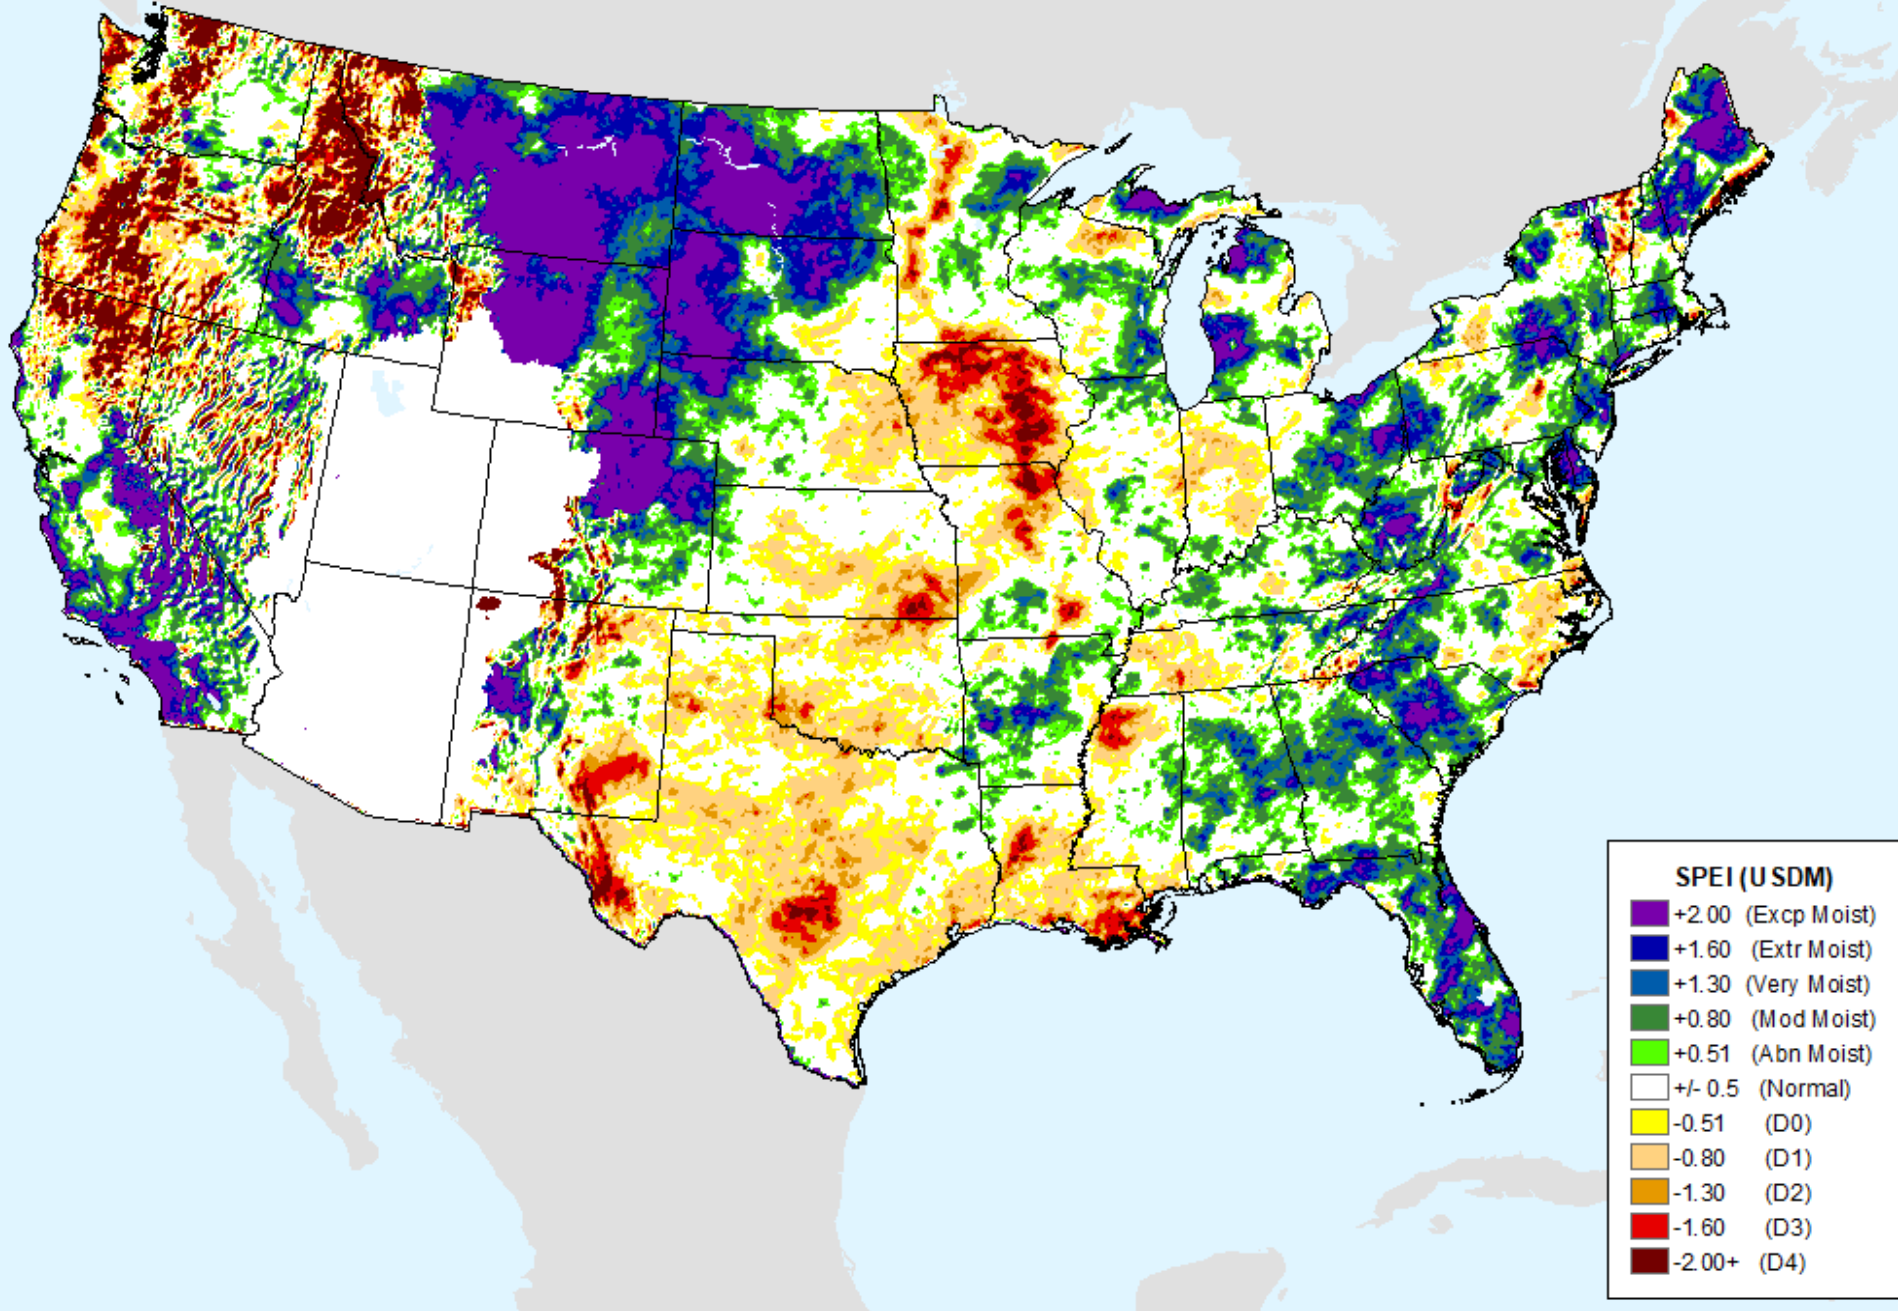 SPEI (USDM)
+2.00 (Excp Moist)
+1.60 (Extr Moist)
+1.30 (Very Moist)
+0.80 (Mod Moist)
+0.51 (Abn Moist)
+/- 0.5 (Normal)
-0.51 (D0)
-0.80 (D1)
-1.30 (D2)
-1.60 (D3)
-2.00+ (D4)